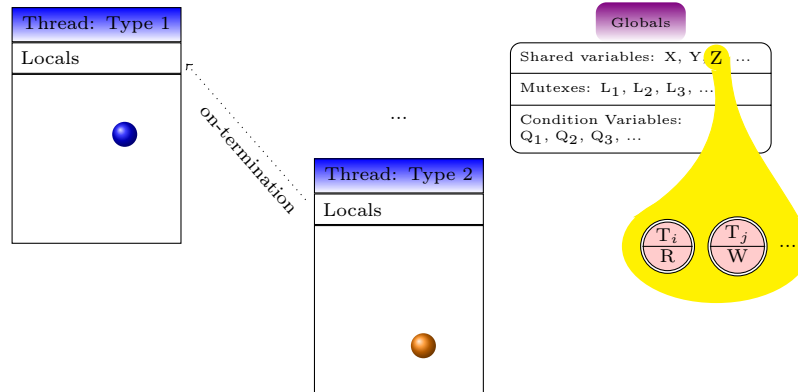 Thread: Type 1
Locals
on-termination
...
Thread: Type 2
Locals
Globals
Shared variables: X, Y, Z, ...
Mutexes: L₁, L₂, L₃, ...
Condition Variables:
Q₁, Q₂, Q₃, ...
Tᵢ
R
Tⱼ
W
...